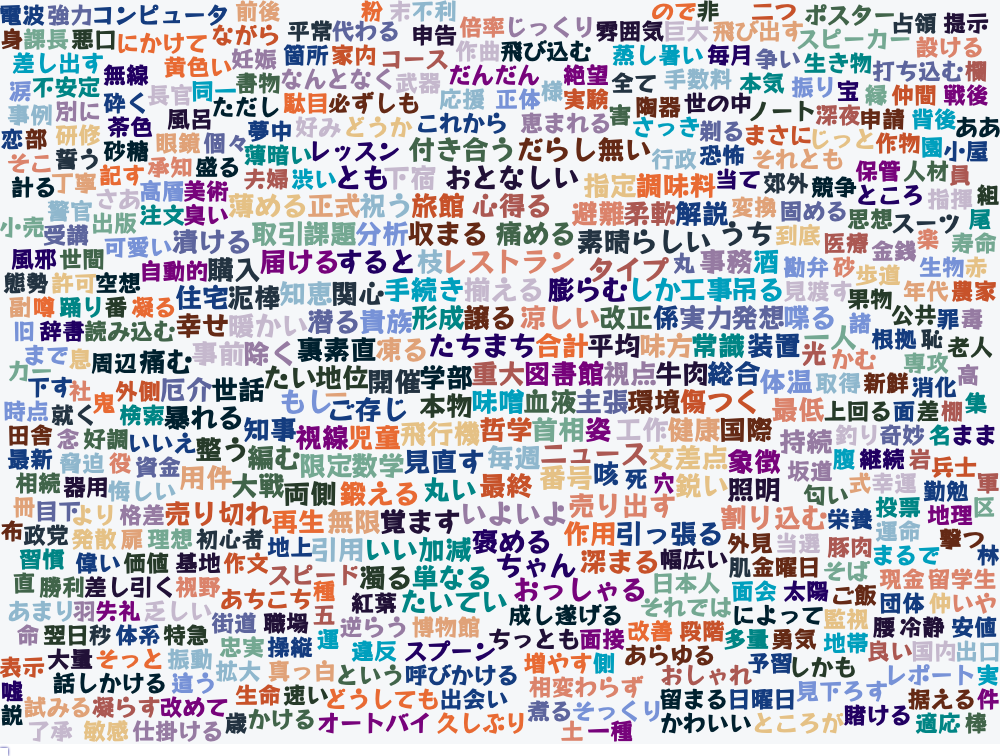 電波 強力 コンピュータ 前後 粉 末 不利 ので 非 二つ ポスター 占領 提示
身 課長 悪口 にかけて ながら 平常 代わる 申告 倍率 じっくり 雰囲気 巨大 飛び出す スピーカー 設ける
差し出す 黄色い 妊娠 箇所 家内 コース 作曲 飛び込む 蒸し暑い 毎月 争い 生き物 打ち込む 欄
涙 不安定 無線 同一 書物 なんとなく 武器 だんだん 絶望 全て 手数料 本気 振り 宝 縁 仲間 戦後
事例 別に 砕く 長官 ただし 駄目 必ずしも 応援 正体 様 実験 害 陶器 世の中 ノート 深夜 申請 背後 ああ
恋 部 研修 茶色 風呂 眼鏡 個々 夢中 好み どうか これから 恵まれる さっき 剃る まさに じっと 作物 園 小屋
そこ 誓う 砂糖 承知 盛る 薄暗い レッスン 付き合う だらし無い 行政 恐怖 それとも 保管 人材 員
計る 丁寧 記す 高層 美術 夫婦 渋い とも 下宿 おとなしい 指定 調味料 当て 郊外 競争 ところ 指揮 組
小売 警官 さあ 出版 注文 臭い 薄める 正式 祝う 旅館 心得る 避難 柔軟 解説 変換 固める 思想 スーツ 尾
受講 可愛い 漬ける 取引 課題 分析 収まる 痛める 素晴らしい うち 到底 医療 金銭 楽 寿命
風邪 世間 自動的 購入 届ける すると 枝 レストラン タイプ 丸 事務 酒 勘弁 砂 歩道 生物 赤
態勢 許可 空想 住宅 泥棒 知恵 関心 手続き 揃える 膨らむ しか 工事 吊る 見渡す 果物 年代 農家
副 噂 踊り 番 凝る 幸せ 暖かい 潜る 貴族 形成 譲る 涼しい 改正 係 実力 発想 喋る 諸 公共 罪 毒
旧 辞書 読み込む 事前 除く 裏 素直 凍る たちまち 合計 平均 味方 常識 装置 一人 根拠 恥 老人
まで 息 周辺 痛む たい 地位 開催 学部 重大 図書館 視点 牛肉 総合 体温 光 かむ 専攻 高
カー 下す 社 外側 厄介 世話 もし ご存じ 本物 味噌 血液 主張 環境 傷つく 取得 新鮮 消化
時点 就く 鬼 検索 暴れる 知事 視線 児童 飛行機 哲学 首相 姿 工作 健康 国際 最低 上回る 面 差 棚 集
田舎 念 好調 いいえ 整う 編む 限定 数学 見直す 毎週 ニュース 文 差点 象徴 持続 釣り 奇妙 名 まま
最新 脅迫 役 資金 用件 大戦 両側 鍛える 丸い 最終 番号 咳 死 穴 鋭い 照明 坂道 腹 継続 岩 兵士
相続 器用 悔しい 売り切れ 再生 無限 覚ます いよいよ 売り出す 割り込む 匂い 式 幸運 勤勉 軍
冊 目下 より 格差 扉 理想 初心者 地上 引用 いい加減 褒める 作用 引っ張る 栄養 投票 地理 区
布 政党 発散 価値 基地 作文 スピード 濁る 単なる ちゃん 深まる 幅広い 外見 当選 豚肉 運命 撃つ
習慣 偉い 視野 あちこち 種 紅葉 たいてい おっしゃる 日本人 肌 金曜日 そば まるで 林
直 勝利 差し引く 街道 職場 五 逆らう 博物館 成し遂げる それでは 面会 太陽 ご飯 現金 留学生
あまり 羽 失礼 乏しい 忠実 操縦 運 違反 スプーン ちっとも 面接 改善 段階 によって 監視 団体 仲 いや
命 翌日 秒 体系 特急 拡大 真っ白 という 呼びかける 増やす 側 あらゆる 多量 勇気 地帯 腰 冷静 安値
表示 大量 そっと 振動 違う 生命 速い どうしても 出会い 相変わらず おしゃれ 予習 しかも 良い 国内 出口
嘘 話しかける 凝らす 改めて 歳 かける オートバイ 久しぶり 煮る そっくり 留まる 日曜日 見下ろす レポート 実
説 試みる 了承 敏感 仕掛ける 土 一種 かわいい ところが 賭ける 据える 件 適応 棒